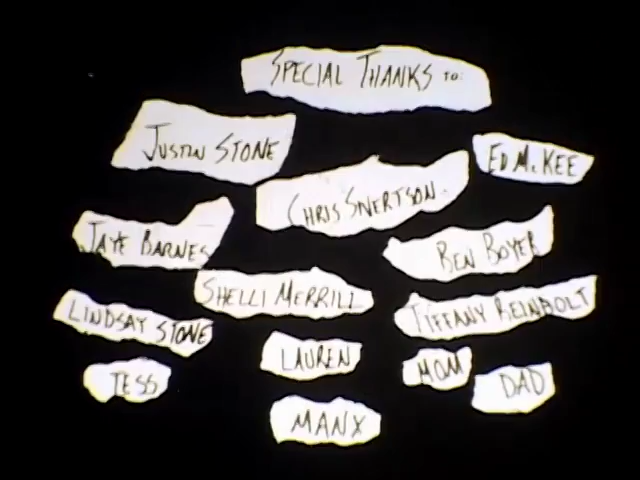 SPECIAL THANKS TO:
JUSTIN STONE
ED MCKEE
CHRIS SIVERTSON
JAYE BARNES
BEN BOYER
SHELLI MERRILL
LINDSAY STONE
TIFFANY REINBOLT
LAUREN
MOM
TESS
DAD
MANX